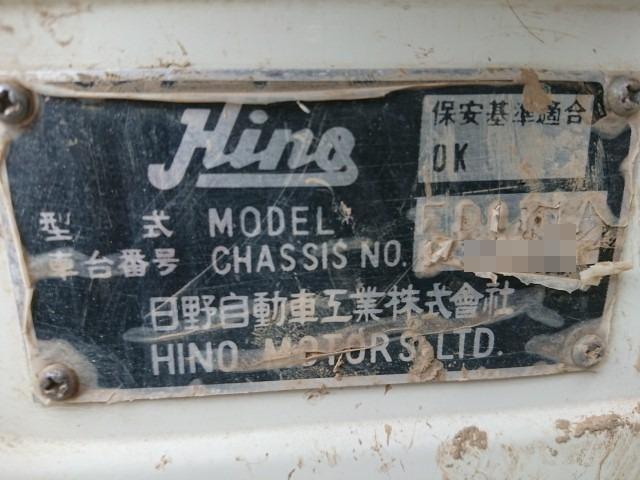 Hino
保安基準適合
OK
型 式 MODEL
車台番号 CHASSIS NO.
日野自動車工業株式會社
HINO MOTORS, LTD.